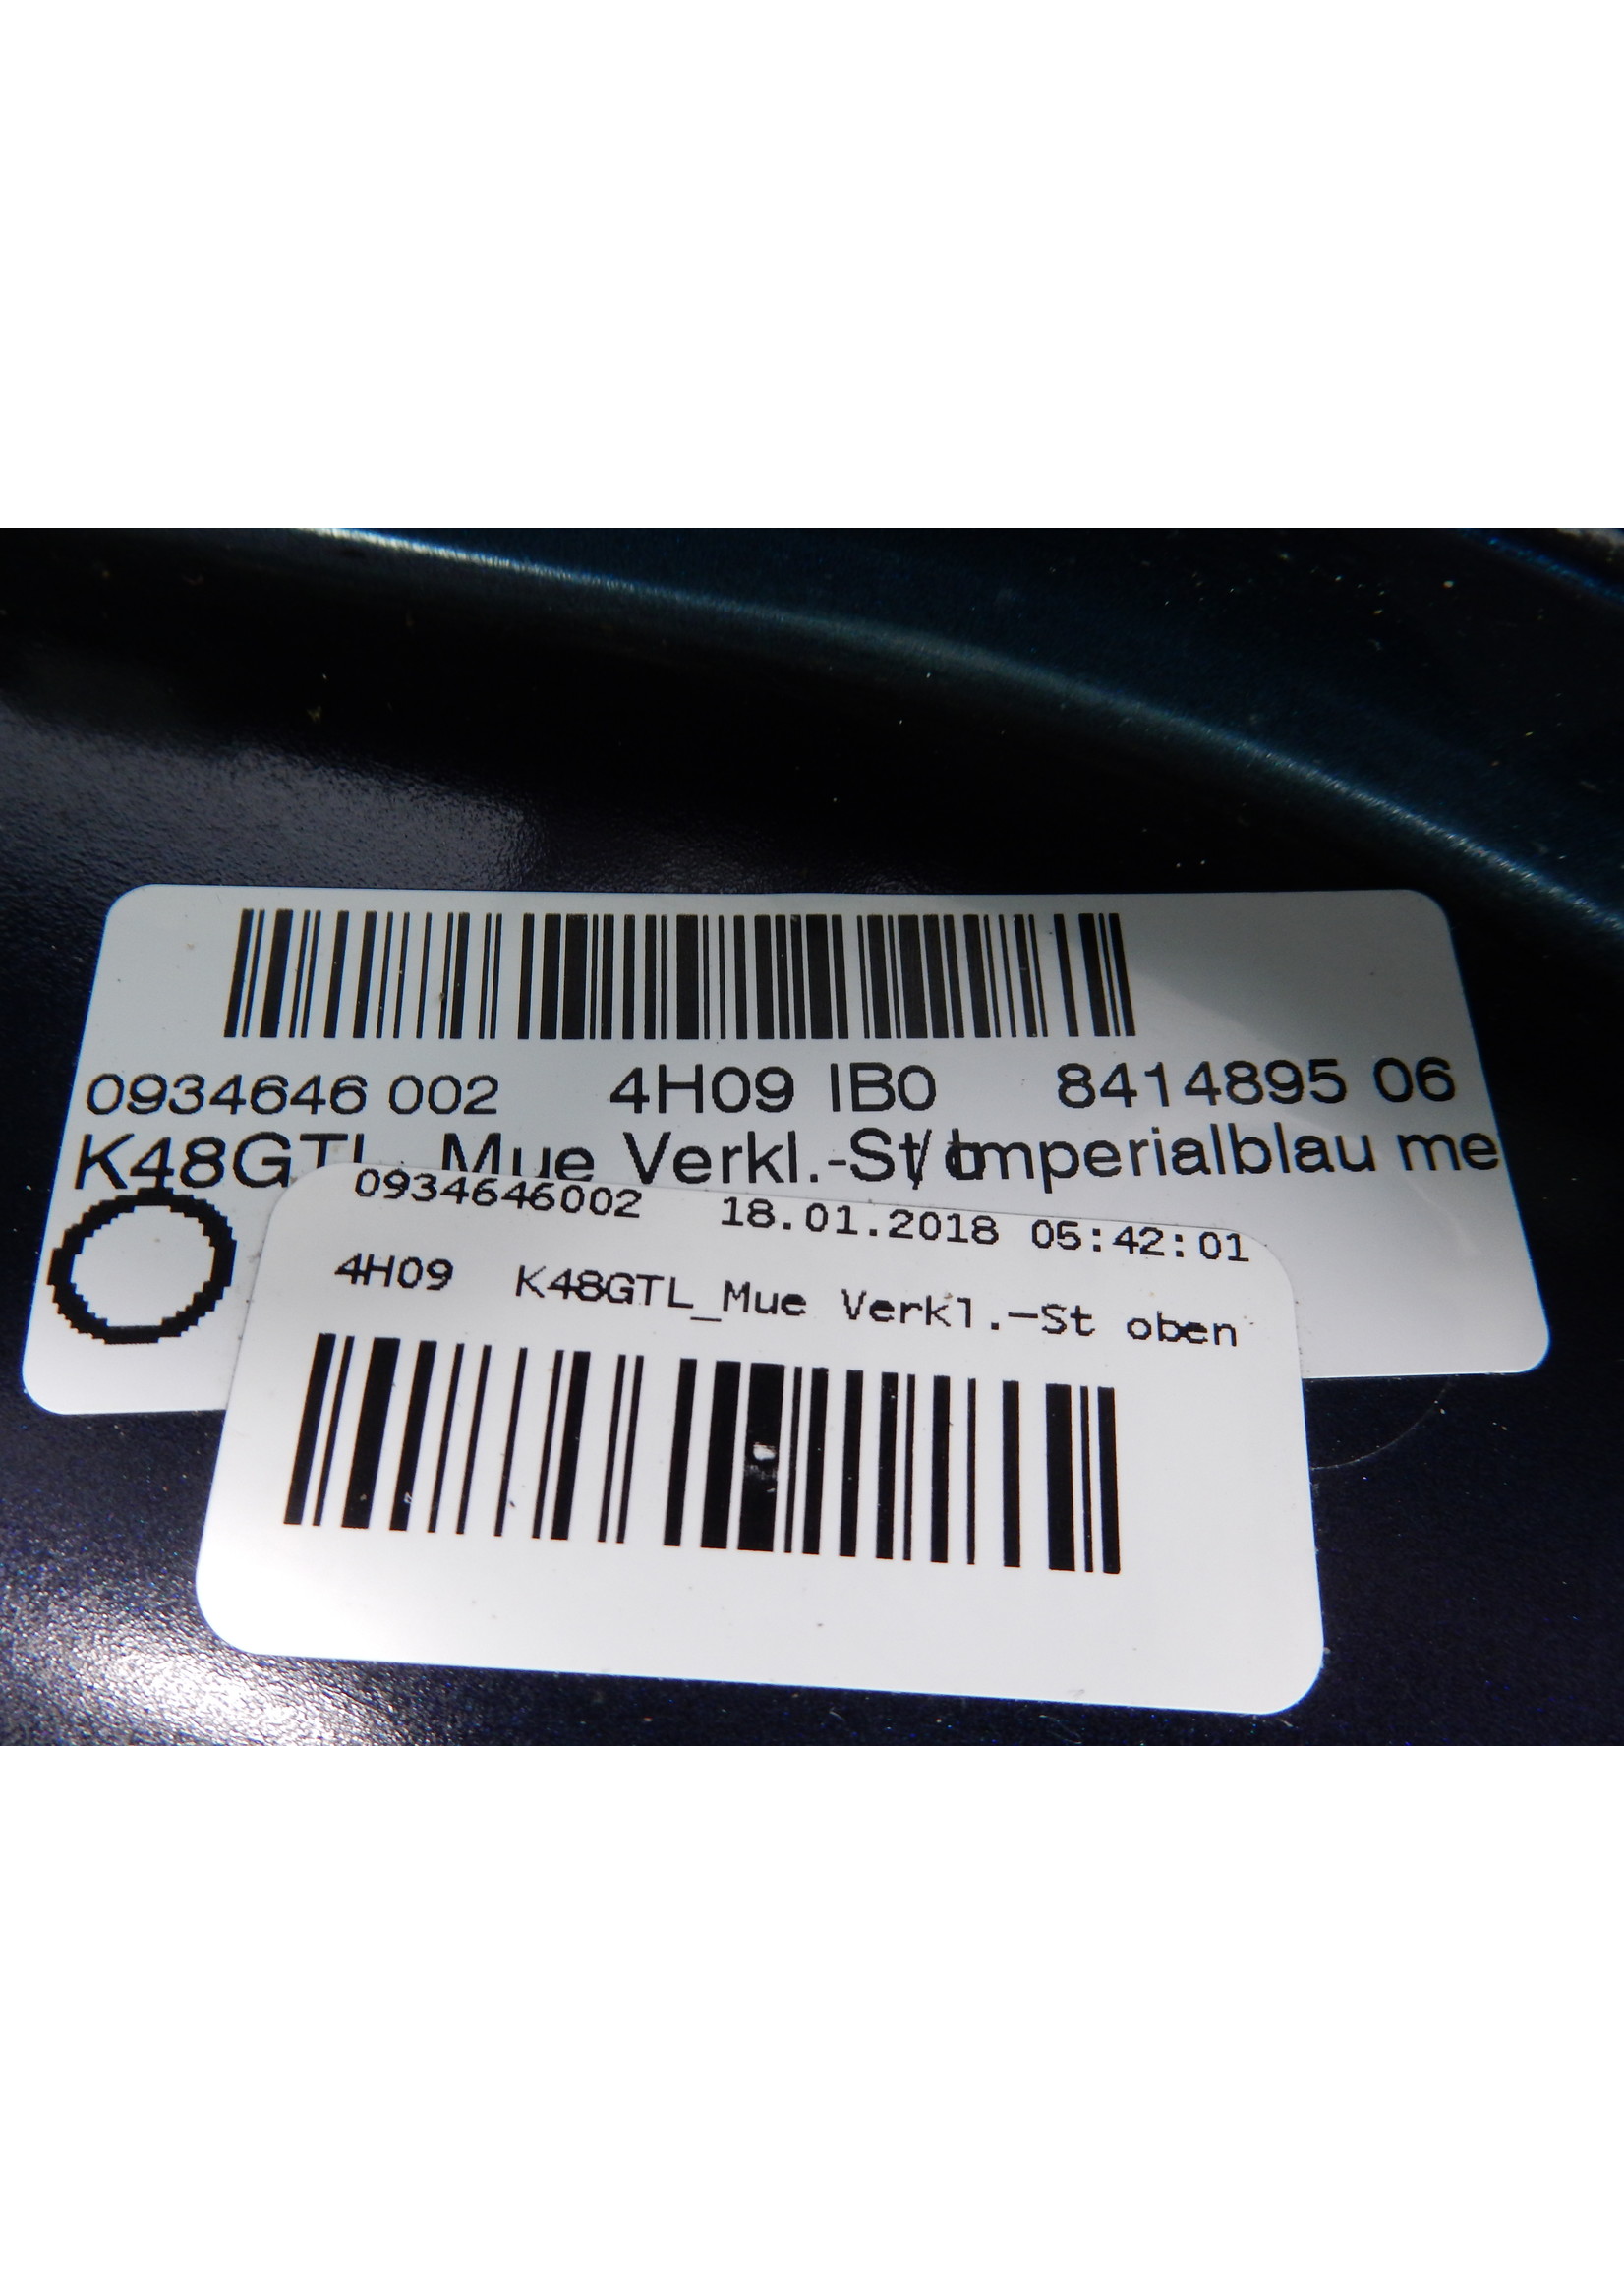 0934646 002 4H09 IB0 8414895 06
K48GTL_Mue Verkl.-St Imperialblau me
0934646002 18.01.2018 05:42:01
4H09 K48GTL_Mue Verkl.-St oben